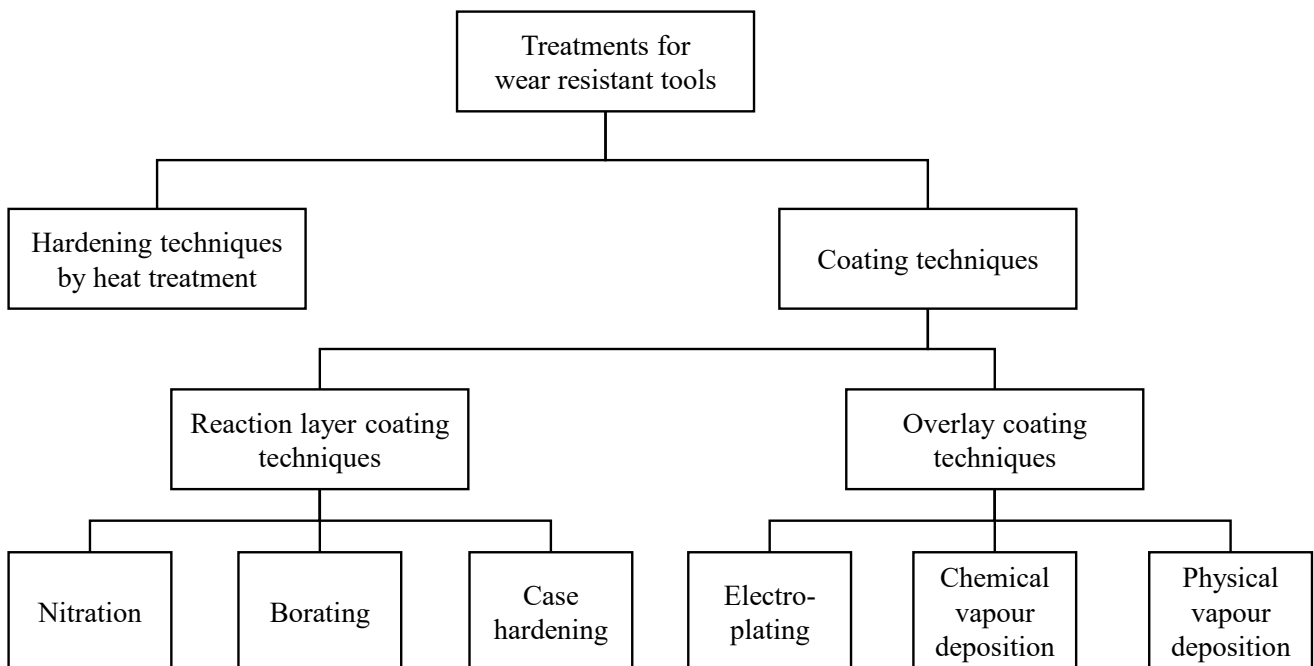 Treatments for
wear resistant tools
Hardening techniques
by heat treatment
Coating techniques
Reaction layer coating
techniques
Overlay coating
techniques
Nitration
Borating
Case
hardening
Electro-
plating
Chemical
vapour
deposition
Physical
vapour
deposition